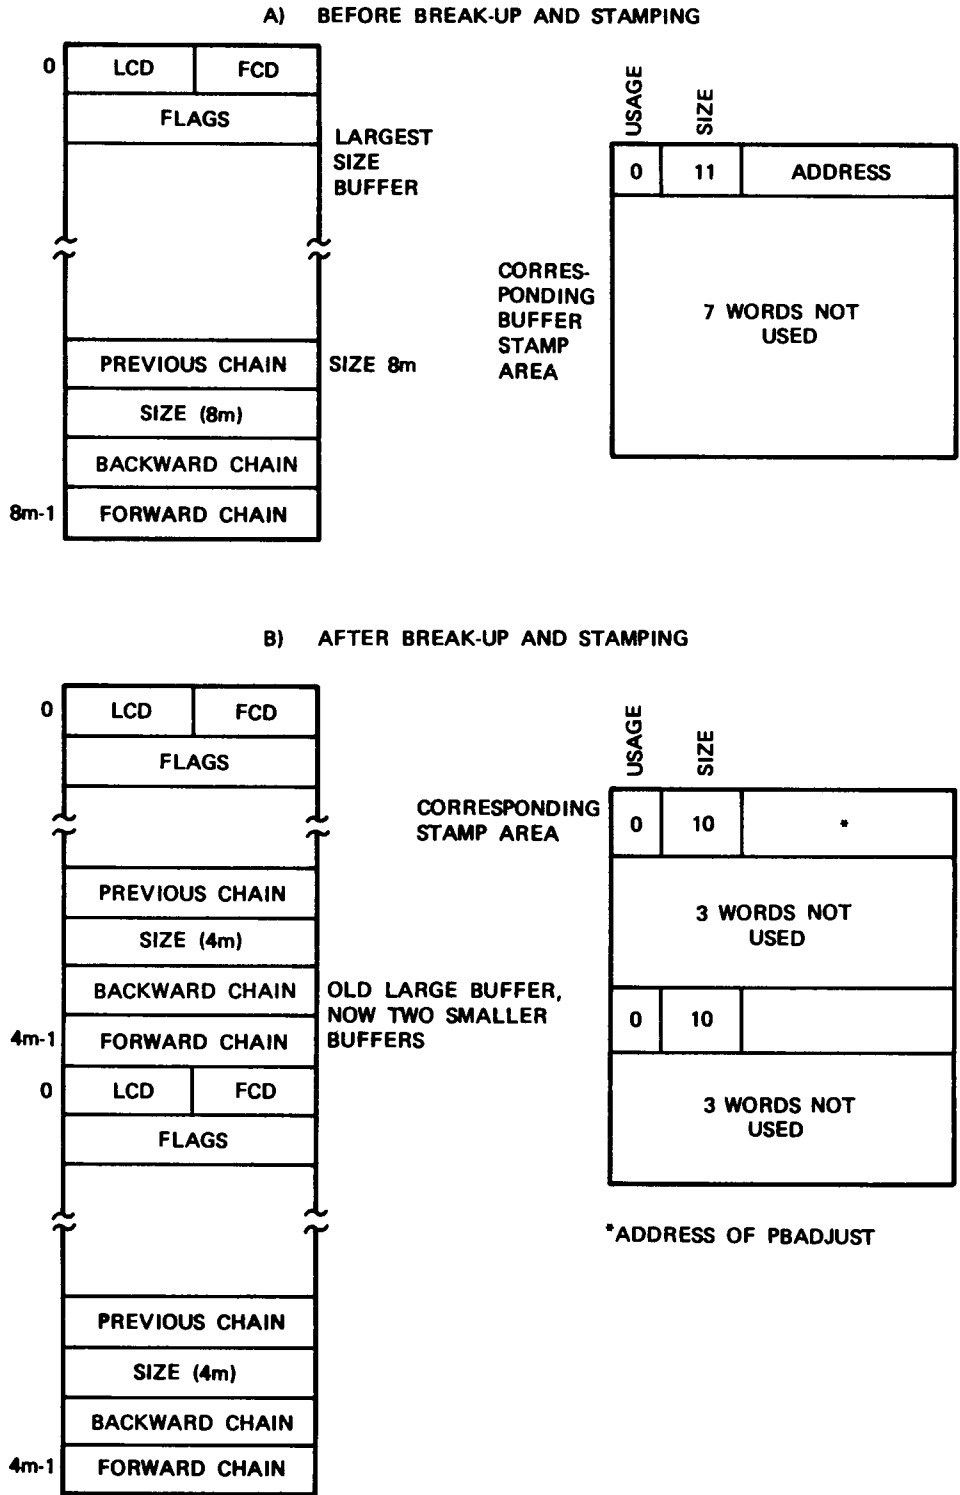 A) BEFORE BREAK-UP AND STAMPING
0
LCD FCD
FLAGS
LARGEST
SIZE
BUFFER
PREVIOUS CHAIN
SIZE 8m
SIZE (8m)
BACKWARD CHAIN
8m-1
FORWARD CHAIN
USAGE
SIZE
0 11 ADDRESS
CORRES-
PONDING
BUFFER
STAMP
AREA
7 WORDS NOT
USED
B) AFTER BREAK-UP AND STAMPING
0
LCD FCD
FLAGS
PREVIOUS CHAIN
SIZE (4m)
BACKWARD CHAIN
4m-1
FORWARD CHAIN
OLD LARGE BUFFER,
NOW TWO SMALLER
BUFFERS
0
LCD FCD
FLAGS
PREVIOUS CHAIN
SIZE (4m)
BACKWARD CHAIN
4m-1
FORWARD CHAIN
USAGE
SIZE
CORRESPONDING
STAMP AREA
0 10 *
3 WORDS NOT
USED
0 10
3 WORDS NOT
USED
*ADDRESS OF PBADJUST